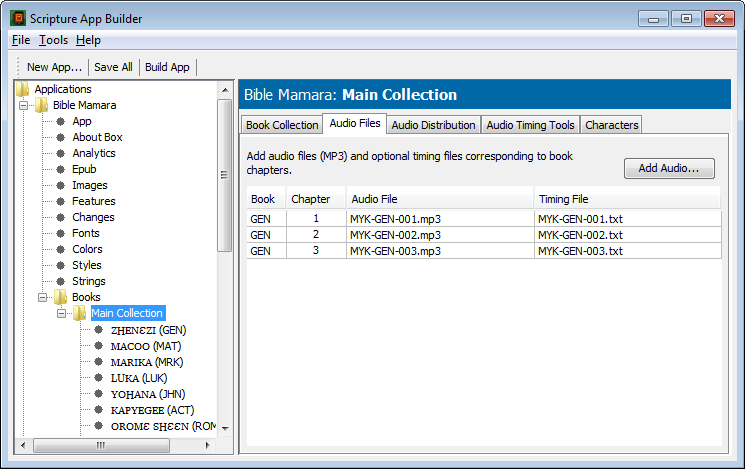 Scripture App Builder
File Tools Help
New App... Save All Build App
Applications
Bible Mamara
App
About Box
Analytics
Epub
Images
Features
Changes
Fonts
Colors
Styles
Strings
Books
Main Collection
ZHENƐZI (GEN)
MACOO (MAT)
MARIKA (MRK)
LUKA (LUK)
YOHANA (JHN)
KAPYEGEE (ACT)
OROMƐ SHƐƐN (ROM
Bible Mamara: Main Collection
Book Collection Audio Files Audio Distribution Audio Timing Tools Characters
Add audio files (MP3) and optional timing files corresponding to book
chapters.
Add Audio...
Book Chapter Audio File Timing File
GEN 1 MYK-GEN-001.mp3 MYK-GEN-001.txt
GEN 2 MYK-GEN-002.mp3 MYK-GEN-002.txt
GEN 3 MYK-GEN-003.mp3 MYK-GEN-003.txt